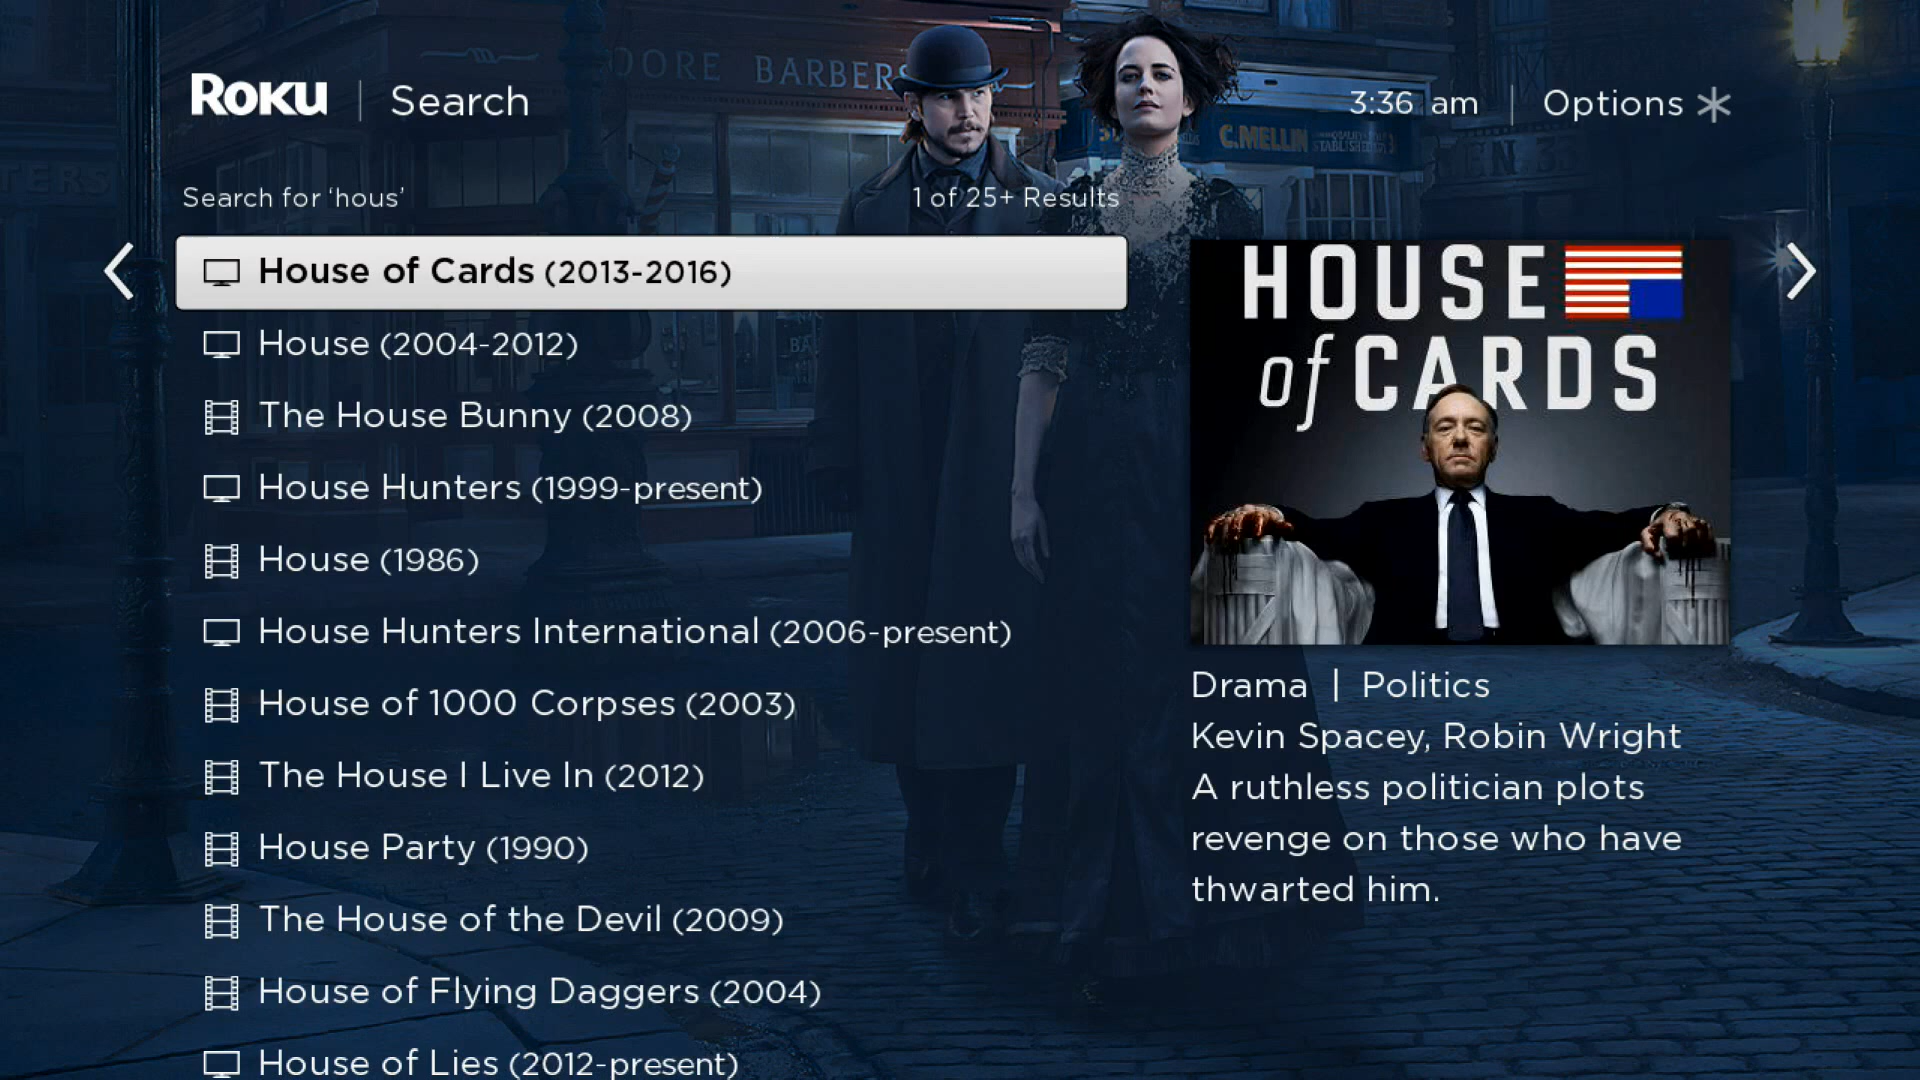 Roku | Search
3:36 am | Options *
Search for ‘hous’
1 of 25+ Results
House of Cards (2013-2016)
House (2004-2012)
The House Bunny (2008)
House Hunters (1999-present)
House (1986)
House Hunters International (2006-present)
House of 1000 Corpses (2003)
The House I Live In (2012)
House Party (1990)
The House of the Devil (2009)
House of Flying Daggers (2004)
House of Lies (2012-present)
HOUSE
of CARDS
Drama | Politics
Kevin Spacey, Robin Wright
A ruthless politician plots
revenge on those who have
thwarted him.
OORE BARBERS
C.MELLIN
TERS